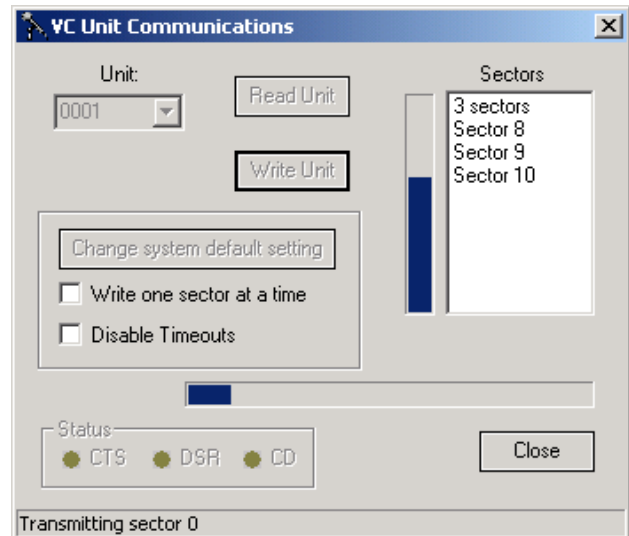 VC Unit Communications
Unit:
0001
Read Unit
Write Unit
Sectors
3 sectors
Sector 8
Sector 9
Sector 10
Change system default setting
Write one sector at a time
Disable Timeouts
Status
CTS DSR CD
Close
Transmitting sector 0